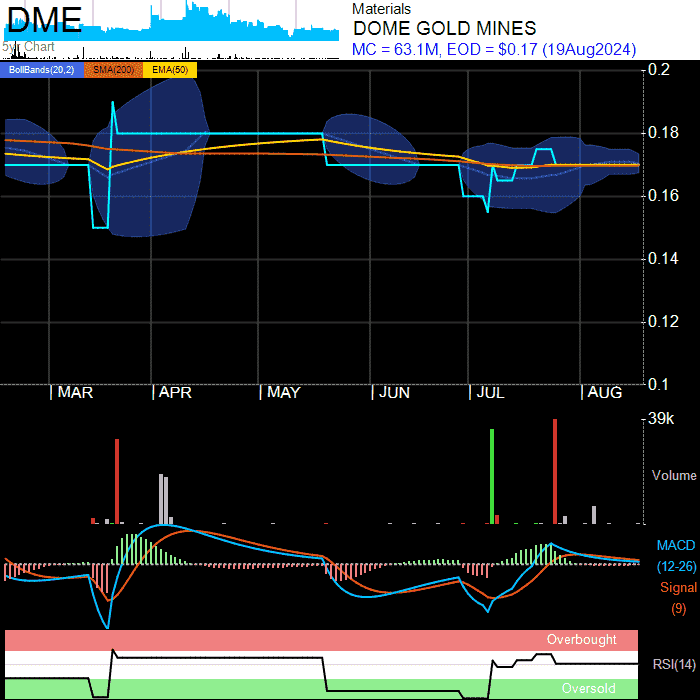 DME
5yr Chart
Materials
DOME GOLD MINES
MC = 63.1M, EOD = $0.17 (19Aug2024)
BollBands(20,2) SMA(200) EMA(50)
0.2
0.18
0.16
0.14
0.12
0.1
MAR APR MAY JUN JUL AUG
39k
Volume
MACD
(12-26)
Signal
(9)
Overbought
RSI(14)
Oversold